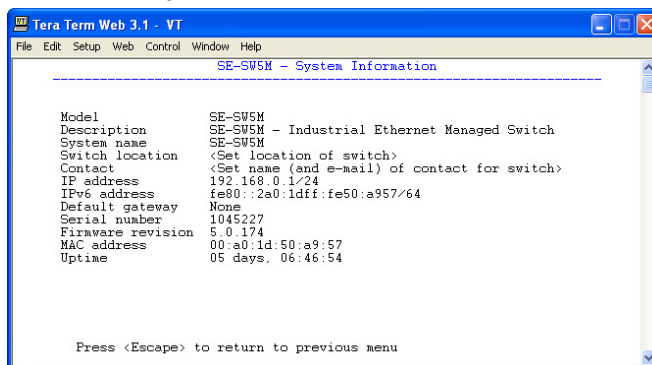 Tera Term Web 3.1 - VT
File Edit Setup Web Control Window Help
SE-SW5M - System Information
Model SE-SW5M
Description SE-SW5M - Industrial Ethernet Managed Switch
System name SE-SW5M
Switch location <Set location of switch>
Contact <Set name (and e-mail) of contact for switch>
IP address 192.168.0.1/24
IPv6 address fe80::2a0:1dff:fe50:a957/64
Default gateway None
Serial number 1045227
Firmware revision 5.0.174
MAC address 00:a0:1d:50:a9:57
Uptime 05 days, 06:46:54
Press <Escape> to return to previous menu